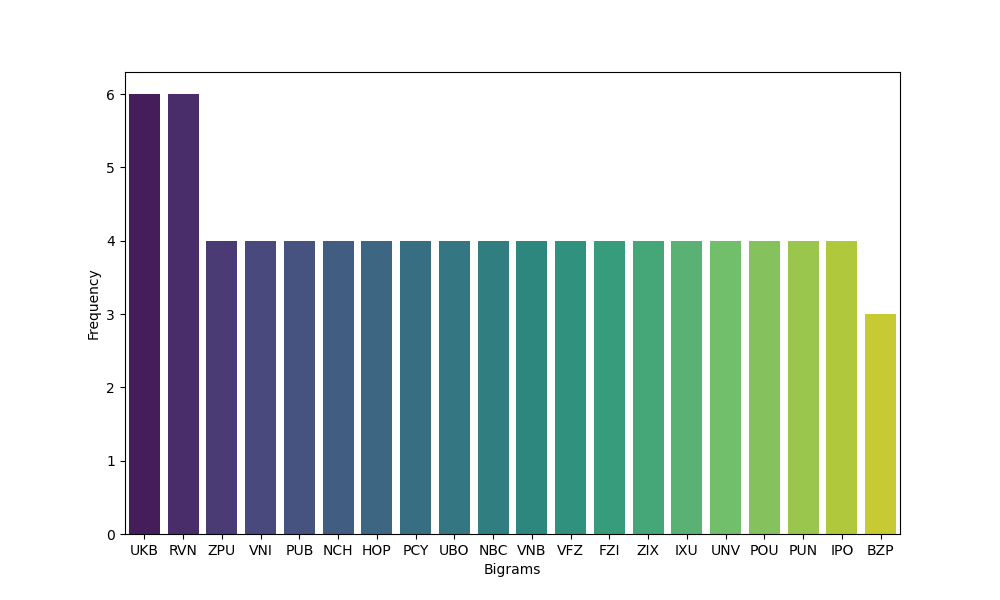 6
5
4
3
2
1
0
Frequency
UKB RVN ZPU VNI PUB NCH HOP PCY UBO NBC VNB VFZ FZI ZIX IXU UNV POU PUN IPO BZP
Bigrams